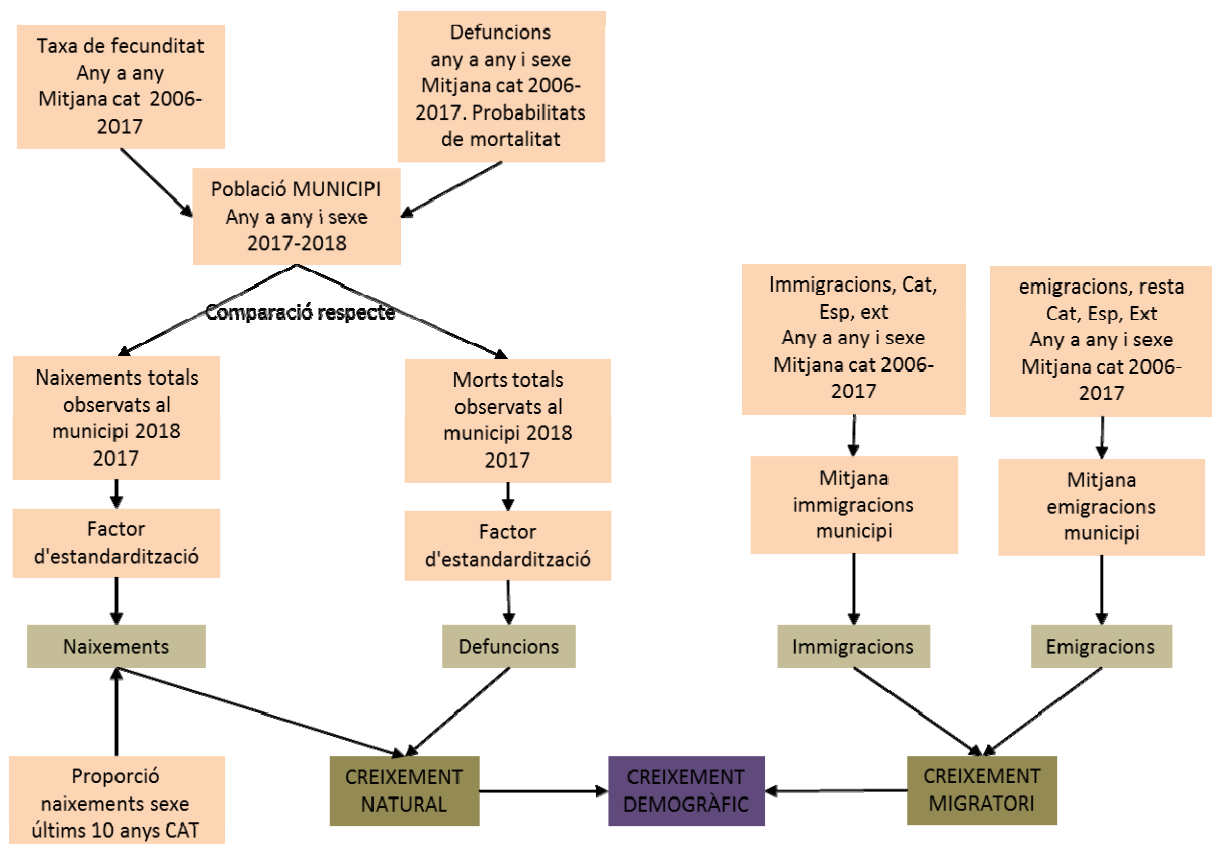 Taxa de fecunditat
Any a any
Mitjana cat 2006-
2017
Defuncions
any a any i sexe
Mitjana cat 2006-
2017. Probabilitats
de mortalitat
Població MUNICIPI
Any a any i sexe
2017-2018
Comparació respecte
Naixements totals
observats al
municipi 2018
2017
Morts totals
observats al
municipi 2018
2017
Immigracions, Cat,
Esp, ext
Any a any i sexe
Mitjana cat 2006-
2017
emigracions, resta
Cat, Esp, Ext
Any a any i sexe
Mitjana cat 2006-
2017
Factor
d'estandardització
Factor
d'estandardització
Mitjana
immigracions
municipi
Mitjana
emigracions
municipi
Naixements
Defuncions
Immigracions
Emigracions
Proporció
naixements sexe
últims 10 anys CAT
CREIXEMENT
NATURAL
CREIXEMENT
DEMOGRÀFIC
CREIXEMENT
MIGRATORI